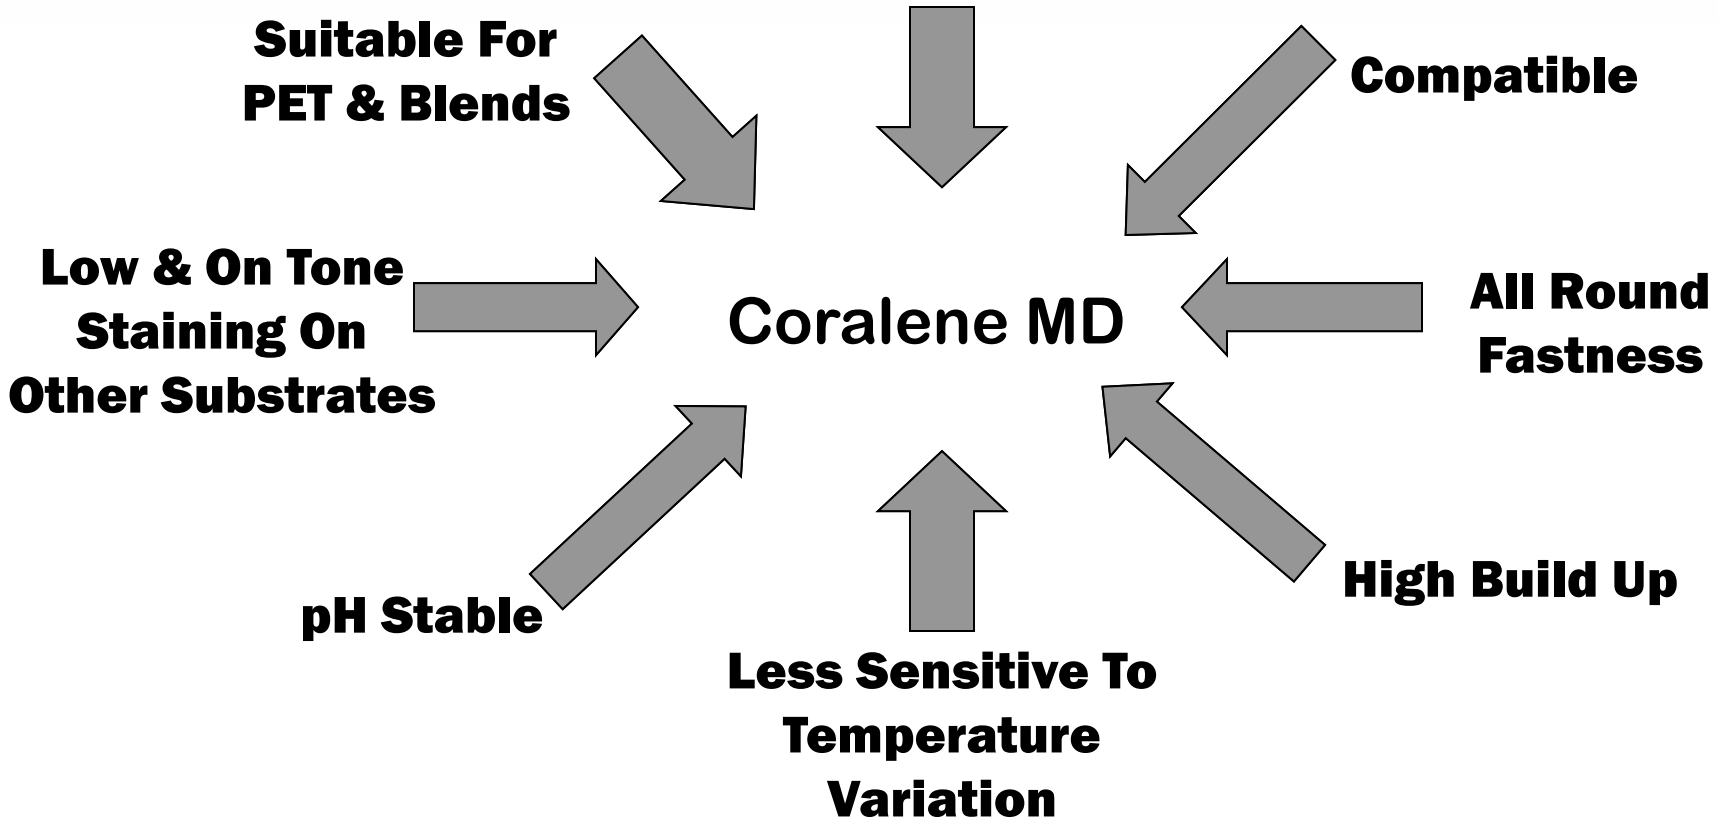 Suitable For
PET & Blends
Compatible
Low & On Tone
Staining On
Other Substrates
Coralene MD
All Round
Fastness
pH Stable
High Build Up
Less Sensitive To
Temperature
Variation